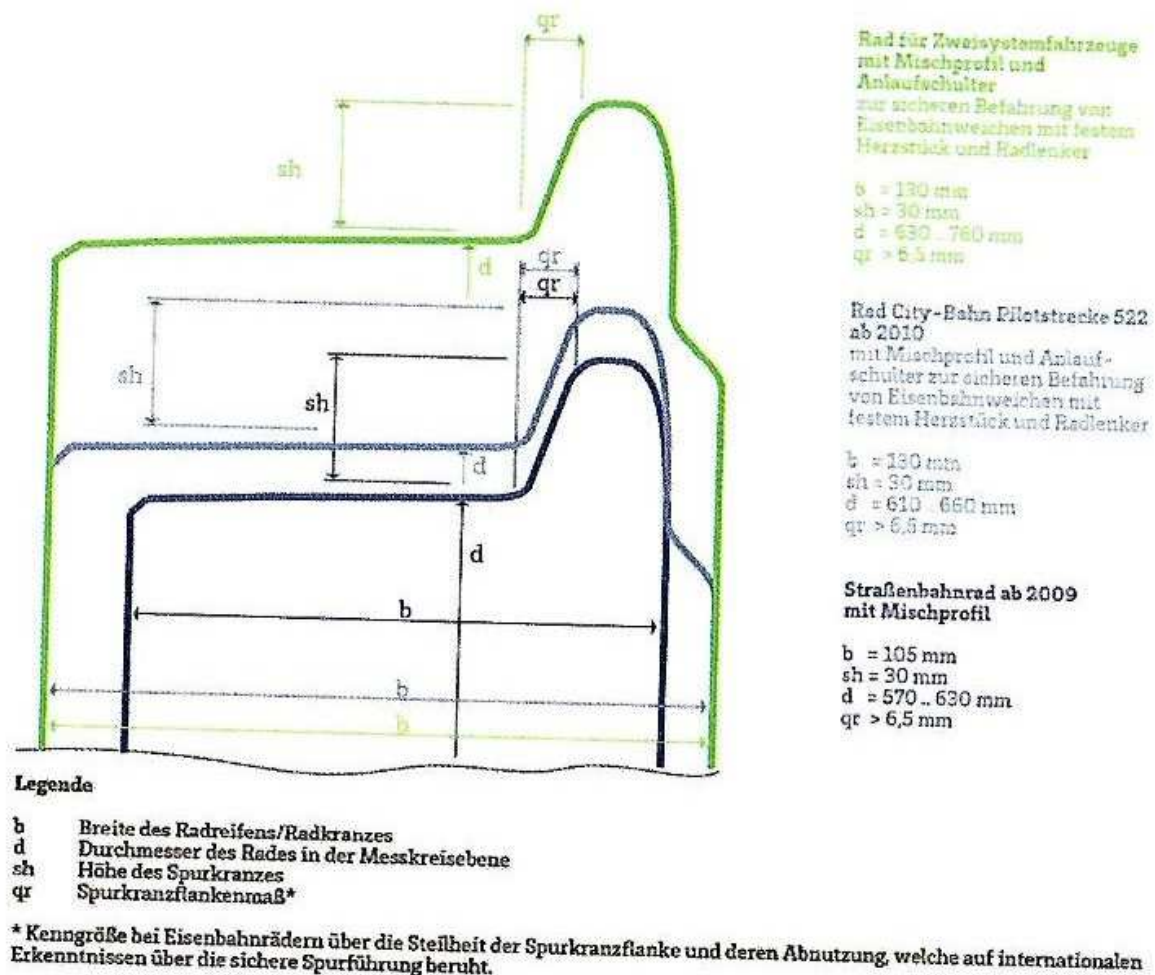 qr
sh
d
qr
qr
sh
sh
d
d
b
b
b
Rad für Zweisystemfahrzeuge
mit Mischprofil und
Anlaufschulter
zur sicheren Befahrung von
Eisenbahnweichen mit festem
Herzstück und Radlenker
b = 130 mm
sh = 30 mm
d = 630 .. 760 mm
qr > 6,5 mm
Rad City-Bahn Pilotstrecke 522
ab 2010
mit Mischprofil und Anlauf-
schulter zur sicheren Befahrung
von Eisenbahnweichen mit
festem Herzstück und Radlenker
b = 130 mm
sh = 30 mm
d = 610 .. 660 mm
qr > 6,5 mm
Straßenbahnrad ab 2009
mit Mischprofil
b = 105 mm
sh = 30 mm
d = 570 .. 630 mm
qr > 6,5 mm
Legende
b Breite des Radreifens/Radkranzes
d Durchmesser des Rades in der Messkreisebene
sh Höhe des Spurkranzes
qr Spurkranzflankenmaß*
* Kenngröße bei Eisenbahnrädern über die Steilheit der Spurkranzflanke und deren Abnutzung, welche auf internationalen
Erkenntnissen über die sichere Spurführung beruht.